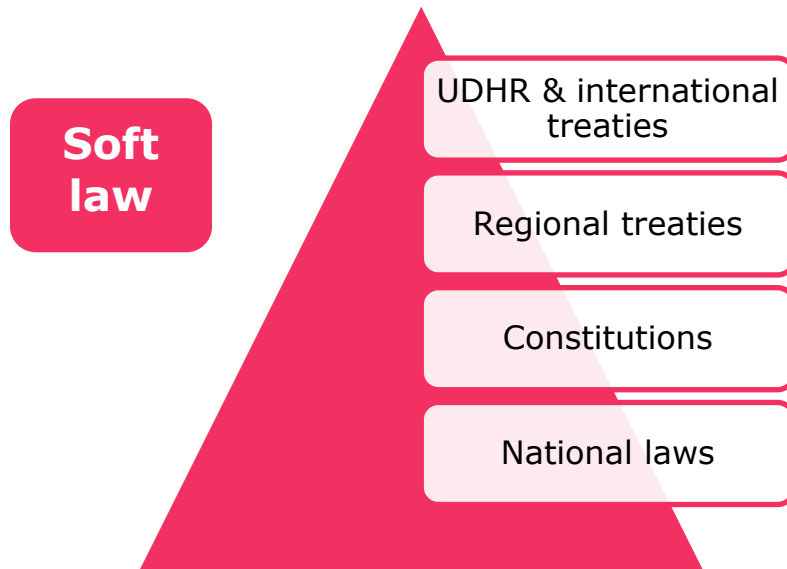 Soft
law
UDHR & international
treaties
Regional treaties
Constitutions
National laws